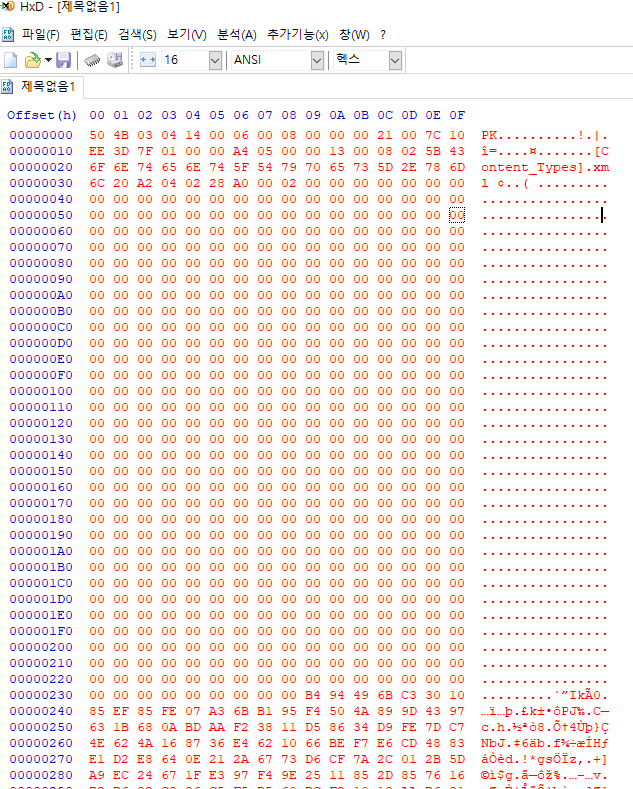 HxD - [제목없음1]
파일(F) 편집(E) 검색(S) 보기(V) 분석(A) 추가기능(x) 창(W) ?
16 ANSI 헥스
제목없음1
Offset(h) 00 01 02 03 04 05 06 07 08 09 0A 0B 0C 0D 0E 0F
00000000 50 4B 03 04 14 00 06 00 08 00 00 00 21 00 7C 10 PK..........!.|.
00000010 EE 3D 7F 01 00 00 A4 05 00 00 13 00 08 02 5B 43 î=....¤.......[C
00000020 6F 6E 74 65 6E 74 5F 54 79 70 65 73 5D 2E 78 6D ontent_Types].xm
00000030 6C 20 A2 04 02 28 A0 00 02 00 00 00 00 00 00 00 l ¢..( .........
00000040 00 00 00 00 00 00 00 00 00 00 00 00 00 00 00 00 ................
00000050 00 00 00 00 00 00 00 00 00 00 00 00 00 00 00 00 ................
00000060 00 00 00 00 00 00 00 00 00 00 00 00 00 00 00 00 ................
00000070 00 00 00 00 00 00 00 00 00 00 00 00 00 00 00 00 ................
00000080 00 00 00 00 00 00 00 00 00 00 00 00 00 00 00 00 ................
00000090 00 00 00 00 00 00 00 00 00 00 00 00 00 00 00 00 ................
000000A0 00 00 00 00 00 00 00 00 00 00 00 00 00 00 00 00 ................
000000B0 00 00 00 00 00 00 00 00 00 00 00 00 00 00 00 00 ................
000000C0 00 00 00 00 00 00 00 00 00 00 00 00 00 00 00 00 ................
000000D0 00 00 00 00 00 00 00 00 00 00 00 00 00 00 00 00 ................
000000E0 00 00 00 00 00 00 00 00 00 00 00 00 00 00 00 00 ................
000000F0 00 00 00 00 00 00 00 00 00 00 00 00 00 00 00 00 ................
00000100 00 00 00 00 00 00 00 00 00 00 00 00 00 00 00 00 ................
00000110 00 00 00 00 00 00 00 00 00 00 00 00 00 00 00 00 ................
00000120 00 00 00 00 00 00 00 00 00 00 00 00 00 00 00 00 ................
00000130 00 00 00 00 00 00 00 00 00 00 00 00 00 00 00 00 ................
00000140 00 00 00 00 00 00 00 00 00 00 00 00 00 00 00 00 ................
00000150 00 00 00 00 00 00 00 00 00 00 00 00 00 00 00 00 ................
00000160 00 00 00 00 00 00 00 00 00 00 00 00 00 00 00 00 ................
00000170 00 00 00 00 00 00 00 00 00 00 00 00 00 00 00 00 ................
00000180 00 00 00 00 00 00 00 00 00 00 00 00 00 00 00 00 ................
00000190 00 00 00 00 00 00 00 00 00 00 00 00 00 00 00 00 ................
000001A0 00 00 00 00 00 00 00 00 00 00 00 00 00 00 00 00 ................
000001B0 00 00 00 00 00 00 00 00 00 00 00 00 00 00 00 00 ................
000001C0 00 00 00 00 00 00 00 00 00 00 00 00 00 00 00 00 ................
000001D0 00 00 00 00 00 00 00 00 00 00 00 00 00 00 00 00 ................
000001E0 00 00 00 00 00 00 00 00 00 00 00 00 00 00 00 00 ................
000001F0 00 00 00 00 00 00 00 00 00 00 00 00 00 00 00 00 ................
00000200 00 00 00 00 00 00 00 00 00 00 00 00 00 00 00 00 ................
00000210 00 00 00 00 00 00 00 00 00 00 00 00 00 00 00 00 ................
00000220 00 00 00 00 00 00 00 00 00 00 00 00 00 00 00 00 ................
00000230 00 00 00 00 00 00 00 00 00 B4 94 49 6B C3 30 10 .........´”IkÃ0.
00000240 85 EF 85 FE 07 A3 6B B1 95 F4 50 4A 89 9D 43 97 …ï…þ.£k±•ôPJ‰.C—
00000250 63 1B 68 0A BD AA F2 38 11 D5 86 34 D9 FE 7D C7 c.h.½ªò8.Õ†4Ùþ}Ç
00000260 4E 62 4A 16 87 36 E4 62 10 66 BE F7 E6 CD 48 83 NbJ.‡6äb.f¾÷æÍHƒ
00000270 E1 D2 E8 64 0E 21 2A 67 73 D6 CF 7A 2C 01 2B 5D áÒèd.!*gsÖÏz,.+]
00000280 A9 EC 24 67 1F E3 97 F4 9E 25 11 85 2D 85 76 16 ©ì$g.ã—ôž%.…-…v.